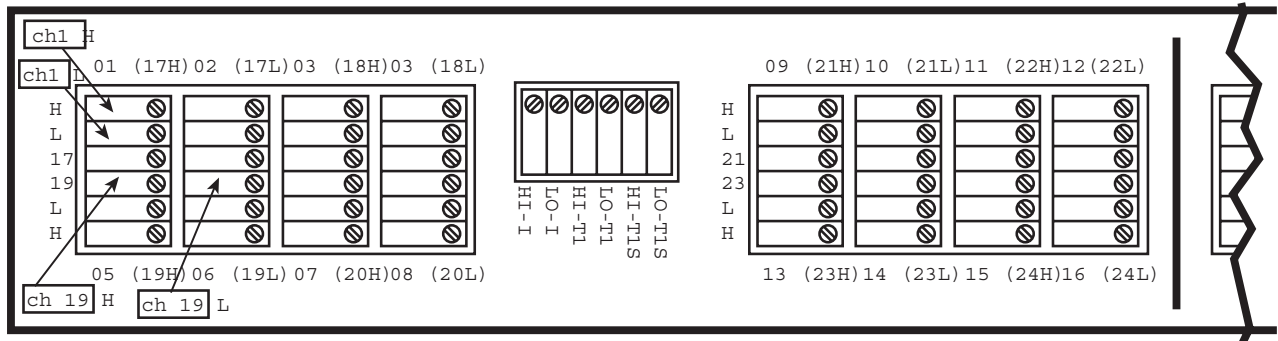 ch1 H
ch1 L
01 (17H) 02 (17L) 03 (18H) 03 (18L)
H
L
17
19
L
H
05 (19H) 06 (19L) 07 (20H) 08 (20L)
ch 19 H
ch 19 L
HI-I
LO-I
HI-T1
LO-T1
HI-T1S
LO-T1S
09 (21H) 10 (21L) 11 (22H) 12 (22L)
H
L
21
23
L
H
13 (23H) 14 (23L) 15 (24H) 16 (24L)